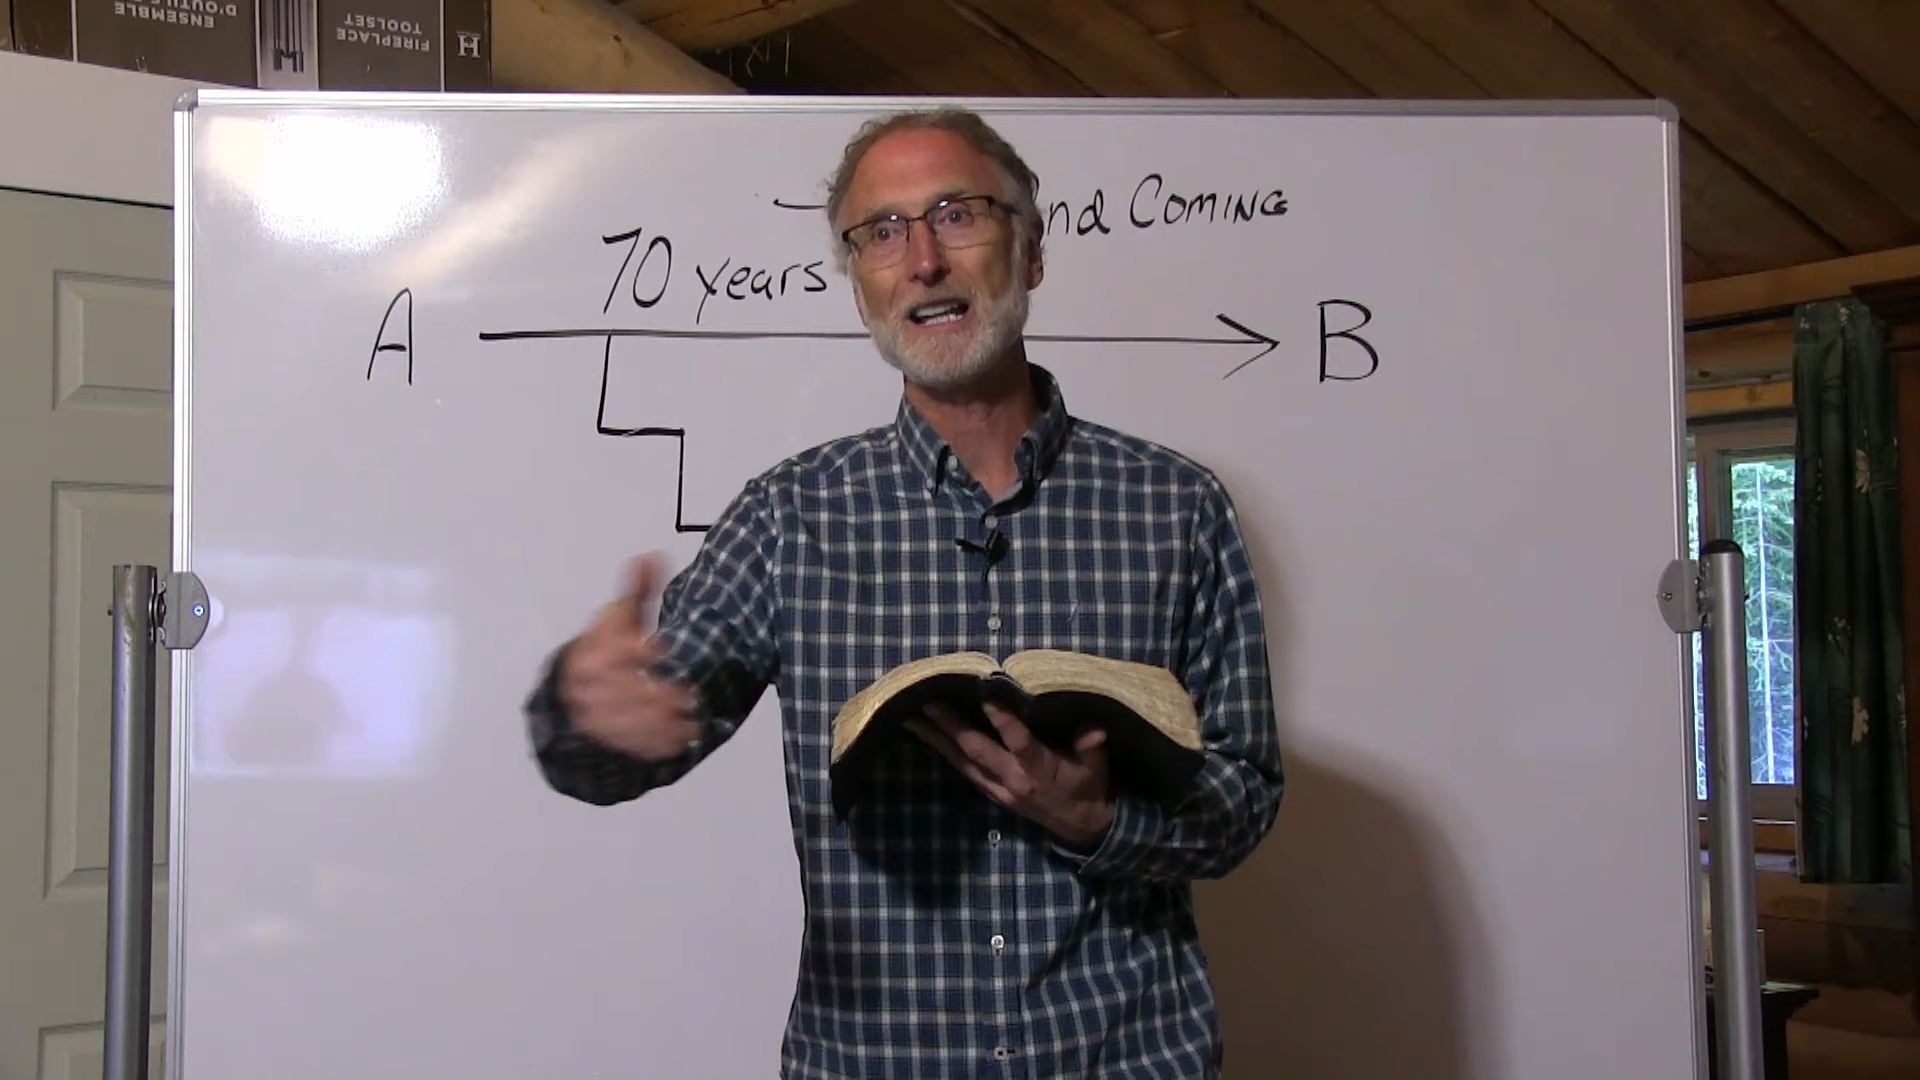 ENSEMBLE
D'OUTILS
FIREPLACE
TOOLSET
H
nd COMING
70 years
A
B